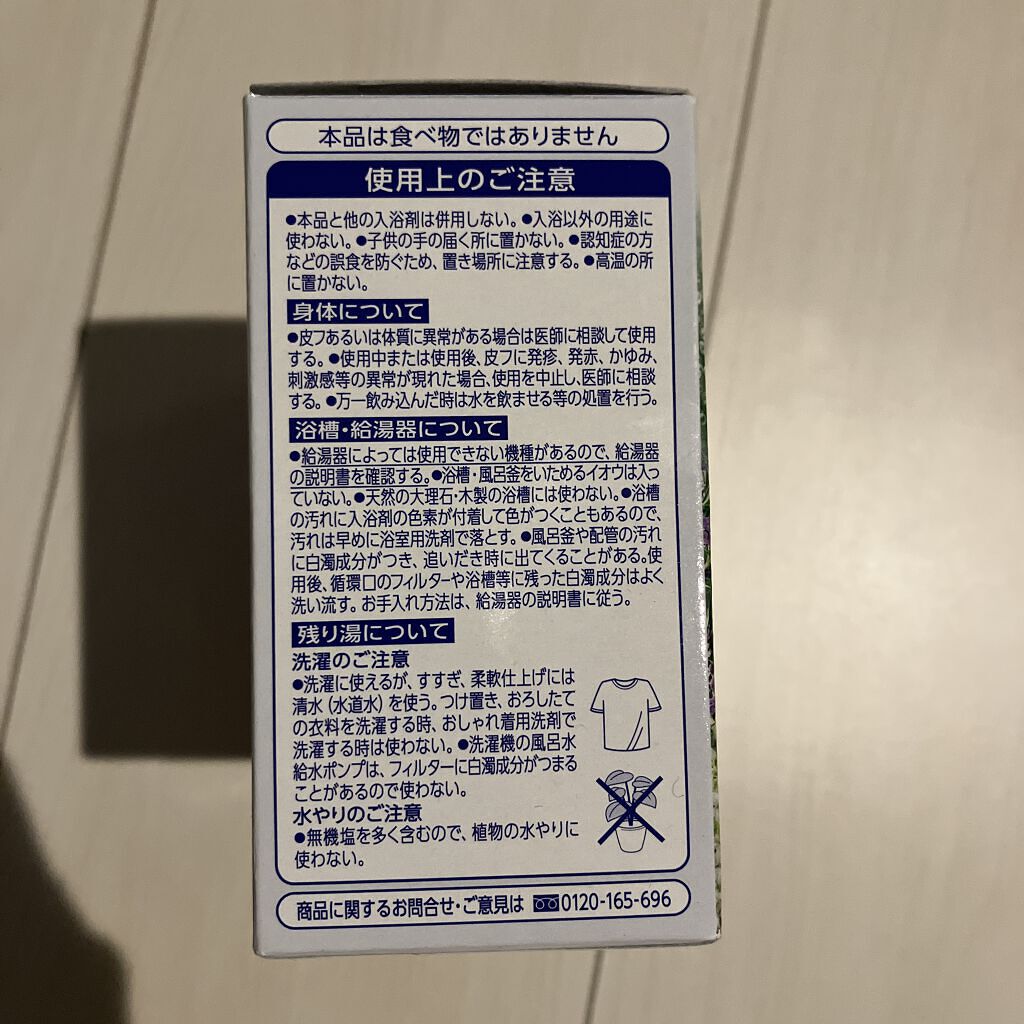 本品は食べ物ではありません
使用上のご注意
●本品と他の入浴剤は併用しない。●入浴以外の用途に
使わない。●子供の手の届く所に置かない。●認知症の方
などの誤食を防ぐため、置き場所に注意する。●高温の所
に置かない。
身体について
●皮フあるいは体質に異常がある場合は医師に相談して使用
する。●使用中または使用後、皮フに発疹、発赤、かゆみ、
刺激感等の異常が現れた場合、使用を中止し、医師に相談
する。●万一飲み込んだ時は水を飲ませる等の処置を行う。
浴槽・給湯器について
●給湯器によっては使用できない機種があるので、給湯器
の説明書を確認する。●浴槽・風呂釜をいためるイオウは入っ
ていない。●天然の大理石・木製の浴槽には使わない。●浴槽
の汚れに入浴剤の色素が付着して色がつくこともあるので、
汚れは早めに浴室用洗剤で落とす。●風呂釜や配管の汚れ
に白濁成分がつき、追いだき時に出てくることがある。使
用後、循環口のフィルターや浴槽等に残った白濁成分はよく
洗い流す。お手入れ方法は、給湯器の説明書に従う。
残り湯について
洗濯のご注意
●洗濯に使えるが、すすぎ、柔軟仕上げには
清水（水道水）を使う。つけ置き、おろしたて
の衣料を洗濯する時、おしゃれ着用洗剤で
洗濯する時は使わない。●洗濯機の風呂水
給水ポンプは、フィルターに白濁成分がつまる
ことがあるので使わない。
水やりのご注意
●無機塩を多く含むので、植物の水やりに
使わない。
商品に関するお問合せ・ご意見は 0120-165-696